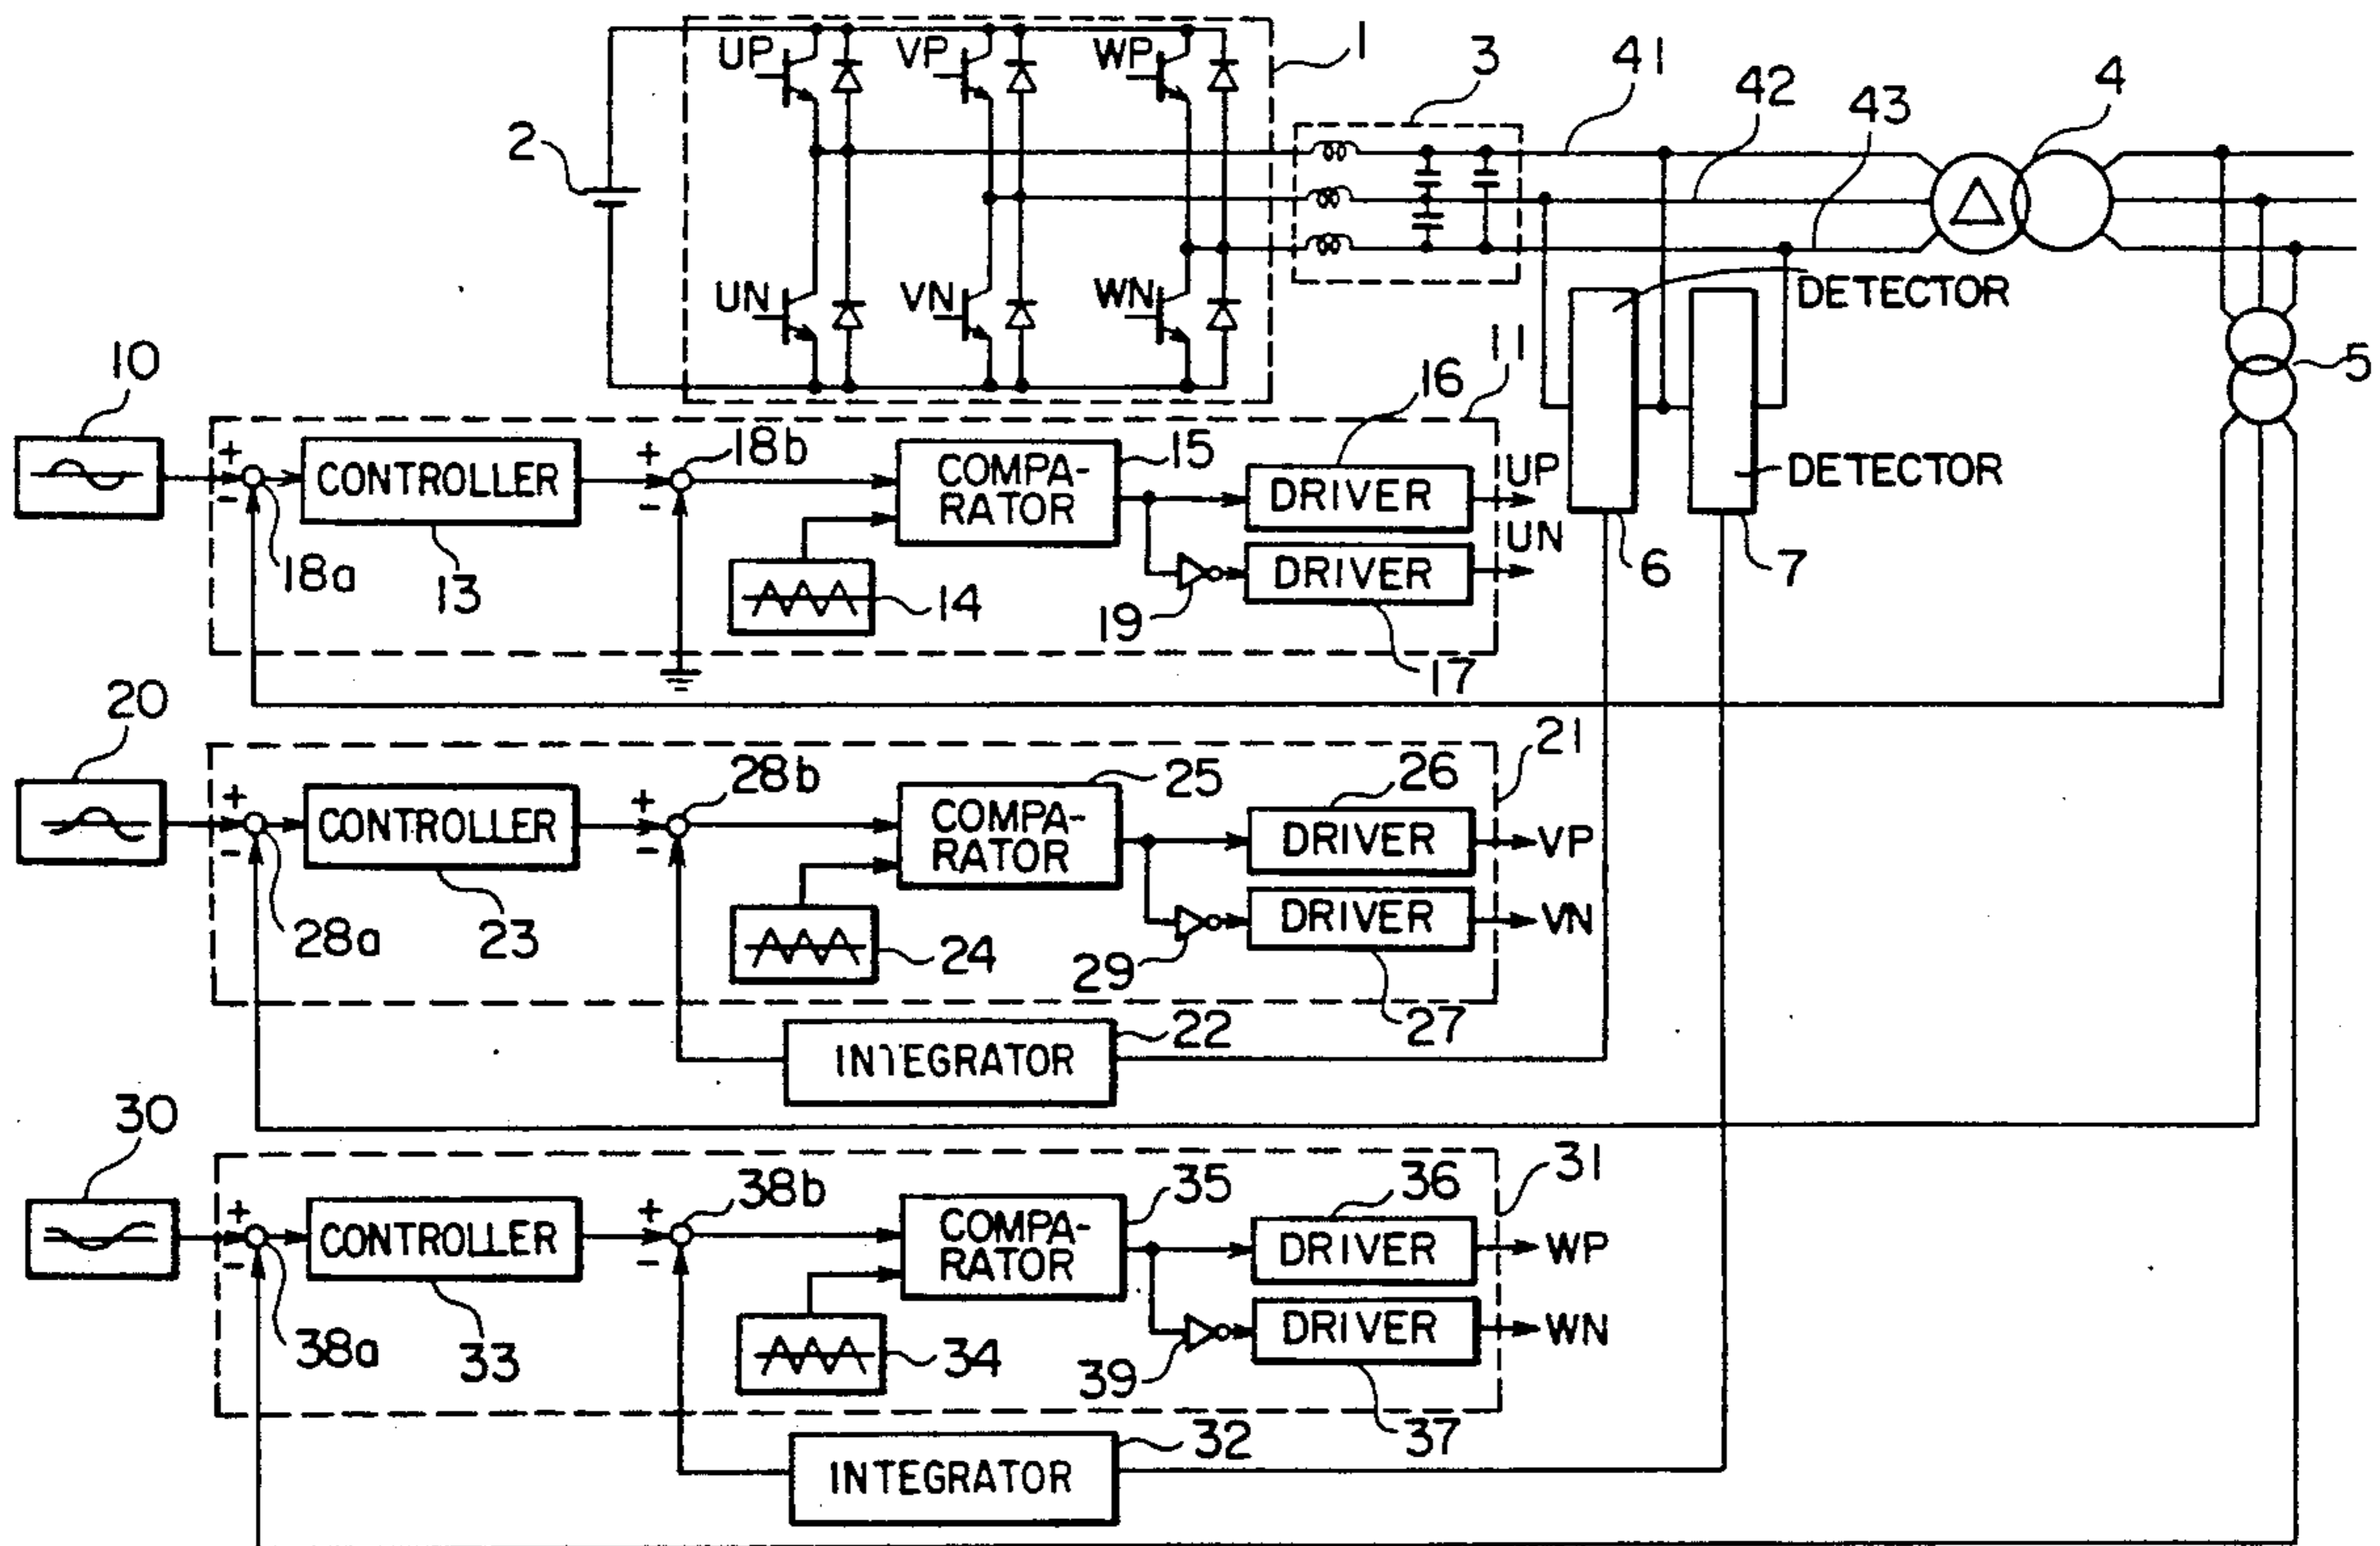 UP
VP
WP
1
3
41
42
43
4
2
UN
VN
WN
DETECTOR
11
5
10
16
18b
15
COMPA-
RATOR
CONTROLLER
DRIVER
UP
DETECTOR
+
-
+
-
UN
DRIVER
18a
13
14
19
17
6
7
20
21
28b
25
26
+
-
CONTROLLER
+
-
COMPA-
RATOR
DRIVER
VP
DRIVER
VN
28a
23
24
29
27
22
INTEGRATOR
30
31
38b
35
36
+
-
CONTROLLER
+
-
COMPA-
RATOR
DRIVER
WP
DRIVER
WN
38a
33
34
39
37
32
INTEGRATOR